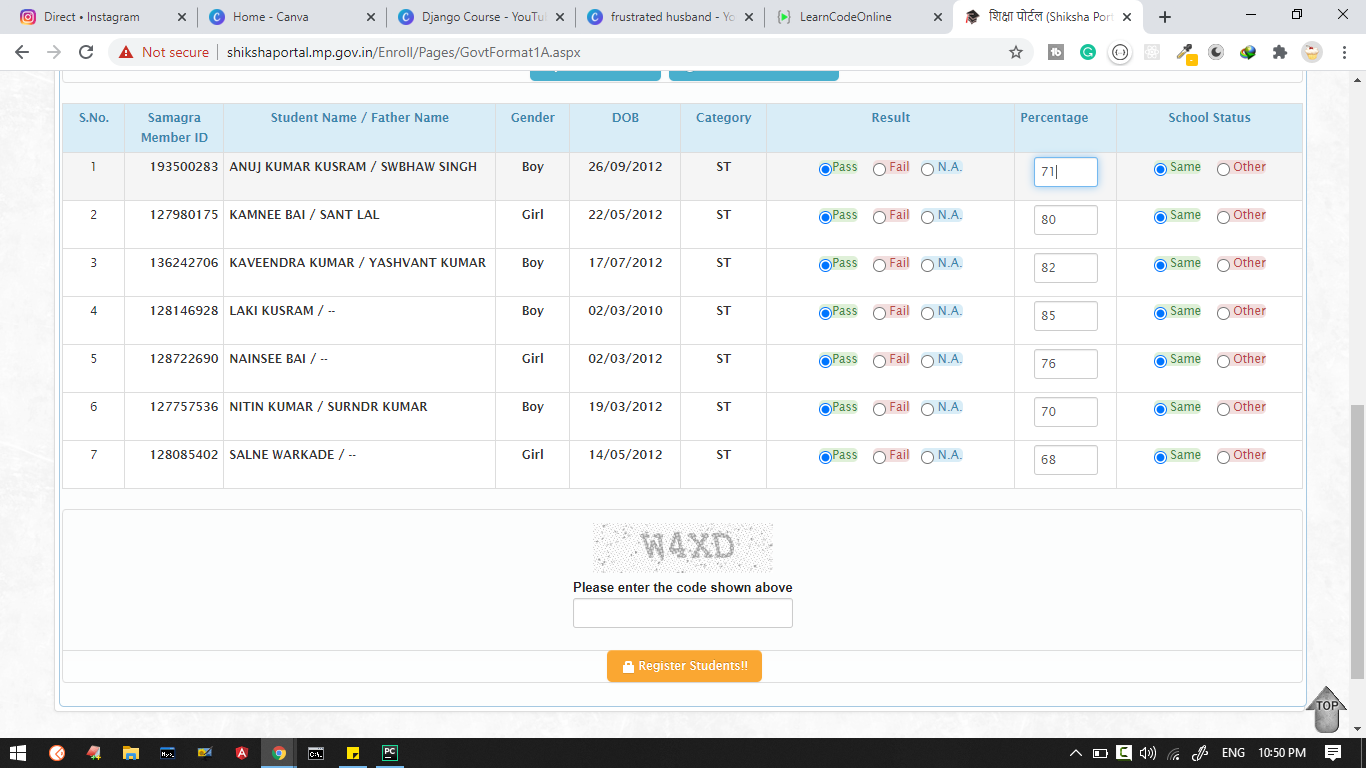 Direct • Instagram
Home - Canva
Django Course - YouTu
frustrated husband - Yo
LearnCodeOnline
शिक्षा पोर्टल (Shiksha Port
Not secure | shikshaportal.mp.gov.in/Enroll/Pages/GovtFormat1A.aspx
S.No. Samagra Member ID Student Name / Father Name Gender DOB Category Result Percentage School Status
1 193500283 ANUJ KUMAR KUSRAM / SWBHAW SINGH Boy 26/09/2012 ST Pass Fail N.A. 71 Same Other
2 127980175 KAMNEE BAI / SANT LAL Girl 22/05/2012 ST Pass Fail N.A. 80 Same Other
3 136242706 KAVEENDRA KUMAR / YASHVANT KUMAR Boy 17/07/2012 ST Pass Fail N.A. 82 Same Other
4 128146928 LAKI KUSRAM / -- Boy 02/03/2010 ST Pass Fail N.A. 85 Same Other
5 128722690 NAINSEE BAI / -- Girl 02/03/2012 ST Pass Fail N.A. 76 Same Other
6 127757536 NITIN KUMAR / SURNDR KUMAR Boy 19/03/2012 ST Pass Fail N.A. 70 Same Other
7 128085402 SALNE WARKADE / -- Girl 14/05/2012 ST Pass Fail N.A. 68 Same Other
W4XD
Please enter the code shown above
Register Students!!
TOP
ENG 10:50 PM